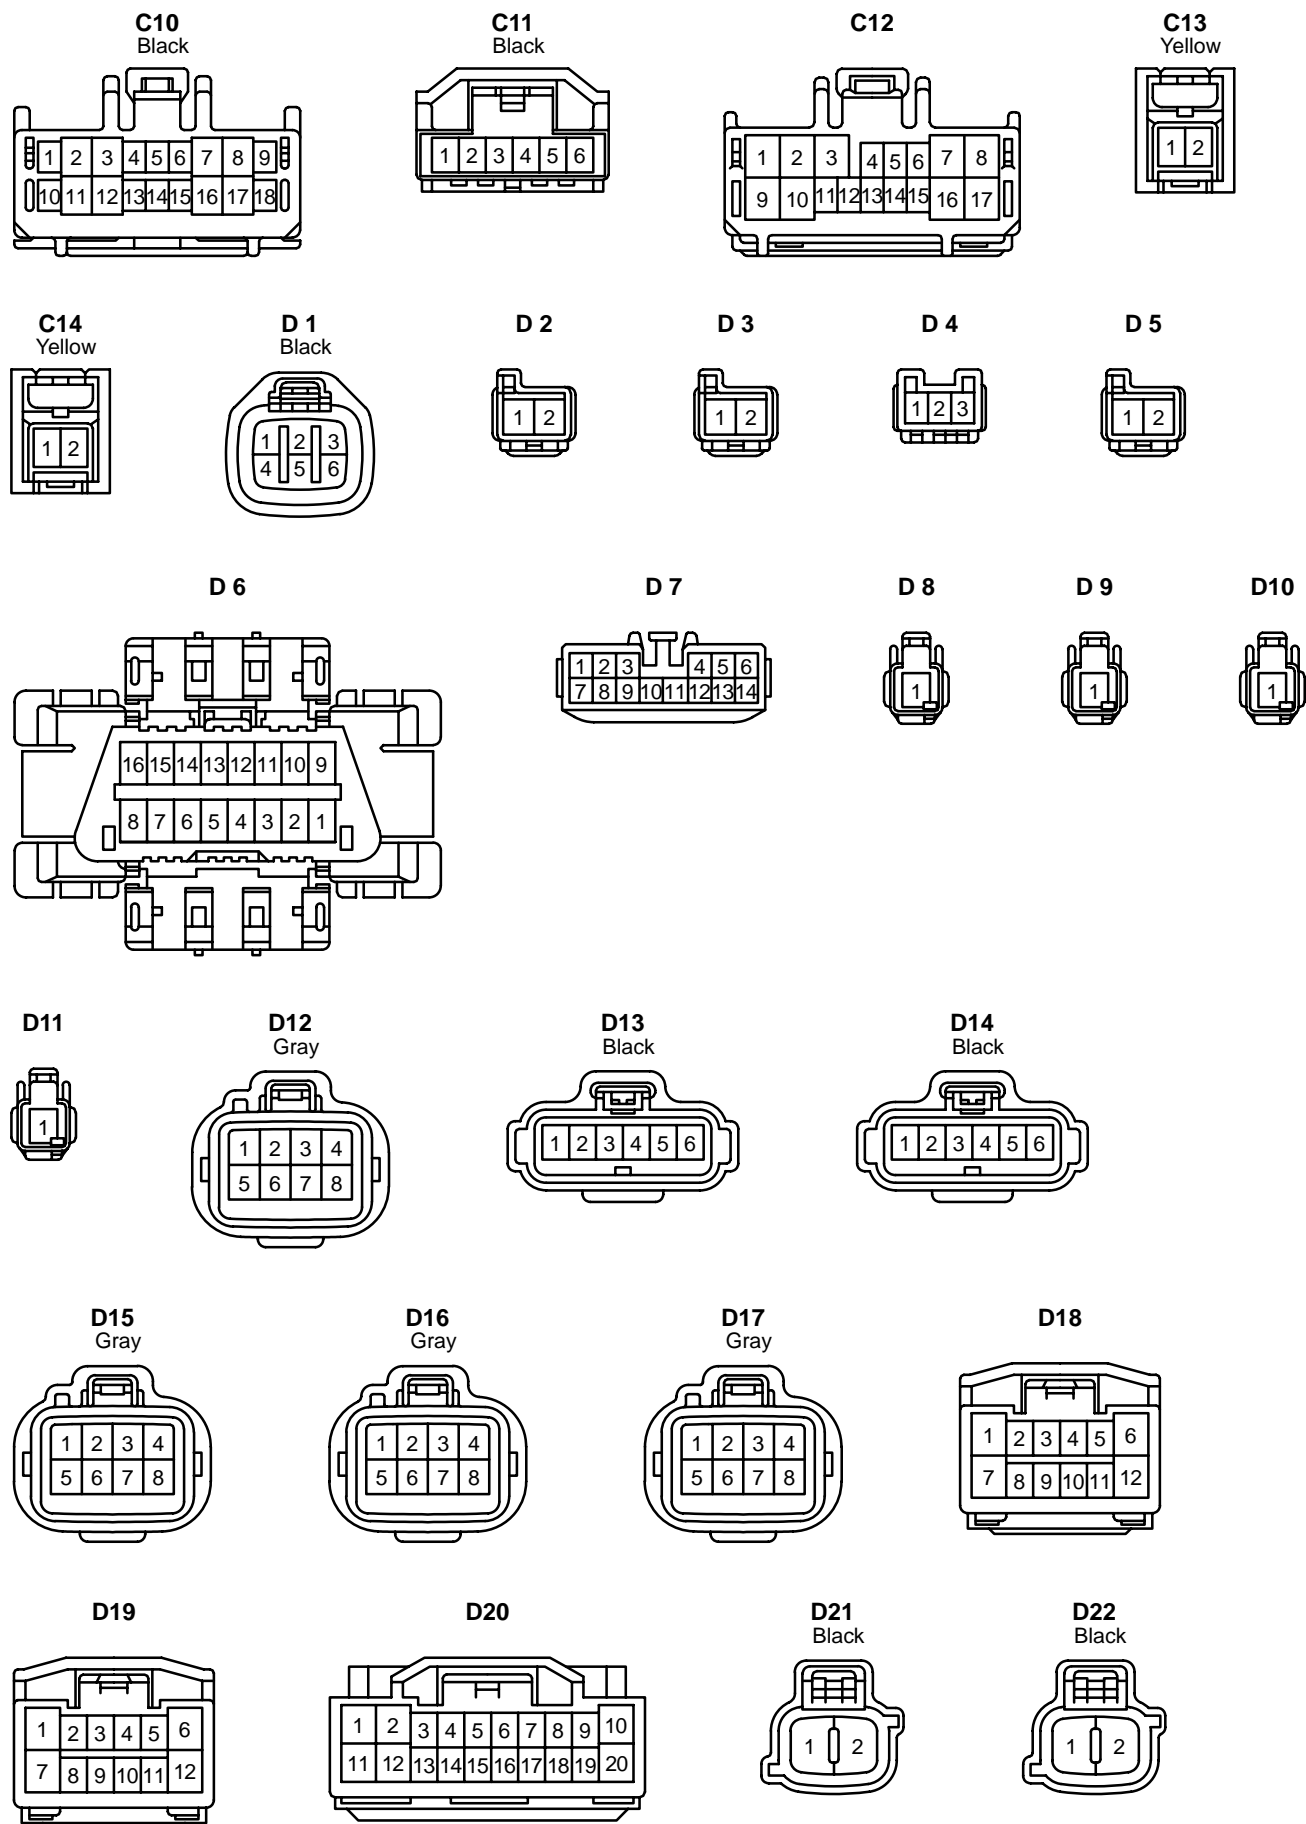 C10
Black
C11
Black
C12
C13
Yellow
1 2 3 4 5 6 7 8 9
10 11 12 13 14 15 16 17 18
1 2 3 4 5 6
1 2 3 4 5 6 7 8
9 10 11 12 13 14 15 16 17
1 2
C14
Yellow
D 1
Black
D 2
D 3
D 4
D 5
1 2
1 2 3
4 5 6
1 2
1 2
1 2 3
1 2
D 6
D 7
D 8
D 9
D10
16 15 14 13 12 11 10 9
8 7 6 5 4 3 2 1
1 2 3 4 5 6
7 8 9 10 11 12 13 14
1
1
1
D11
D12
Gray
D13
Black
D14
Black
1
1 2 3 4
5 6 7 8
1 2 3 4 5 6
1 2 3 4 5 6
D15
Gray
D16
Gray
D17
Gray
D18
1 2 3 4
5 6 7 8
1 2 3 4
5 6 7 8
1 2 3 4
5 6 7 8
1 2 3 4 5 6
7 8 9 10 11 12
D19
D20
D21
Black
D22
Black
1 2 3 4 5 6
7 8 9 10 11 12
1 2 3 4 5 6 7 8 9 10
11 12 13 14 15 16 17 18 19 20
1 2
1 2